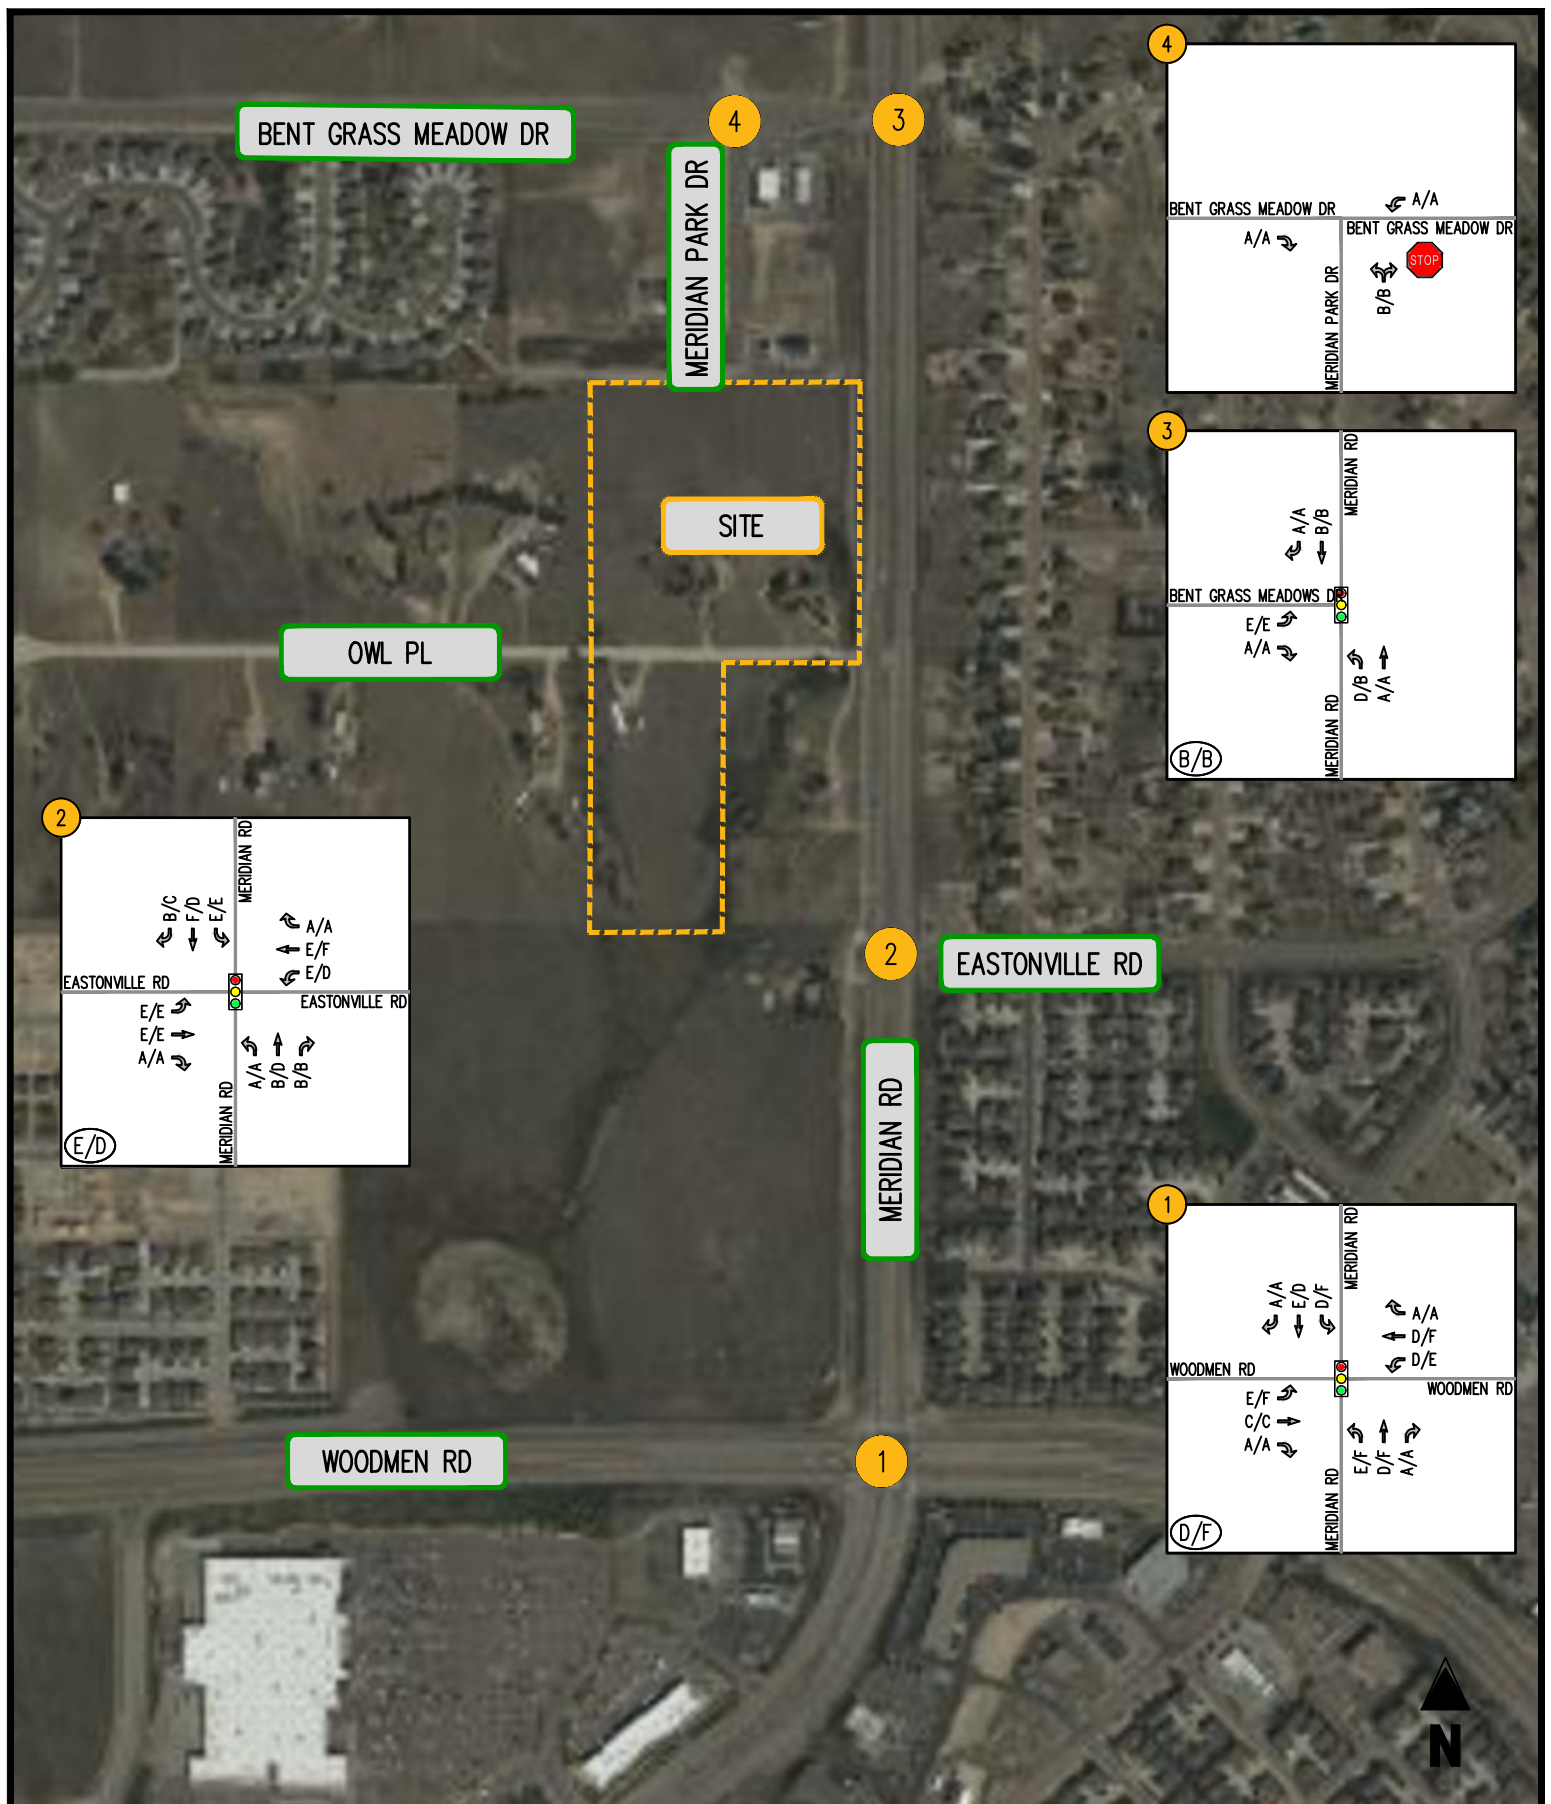 4
3
BENT GRASS MEADOW DR
MERIDIAN PARK DR
SITE
OWL PL
2
EASTONVILLE RD
MERIDIAN RD
WOODMEN RD
1
4
A/A
BENT GRASS MEADOW DR
BENT GRASS MEADOW DR
A/A
STOP
B/B
MERIDIAN PARK DR
3
MERIDIAN RD
A/A
B/B
BENT GRASS MEADOWS DR
E/E
A/A
D/B
A/A
MERIDIAN RD
B/B
2
MERIDIAN RD
B/C
F/D
E/E
A/A
E/F
E/D
EASTONVILLE RD
EASTONVILLE RD
E/E
E/E
A/A
A/A
B/D
B/B
MERIDIAN RD
E/D
1
MERIDIAN RD
A/A
E/D
D/F
A/A
D/F
D/E
WOODMEN RD
WOODMEN RD
E/F
C/C
A/A
E/F
D/F
A/A
MERIDIAN RD
D/F
N